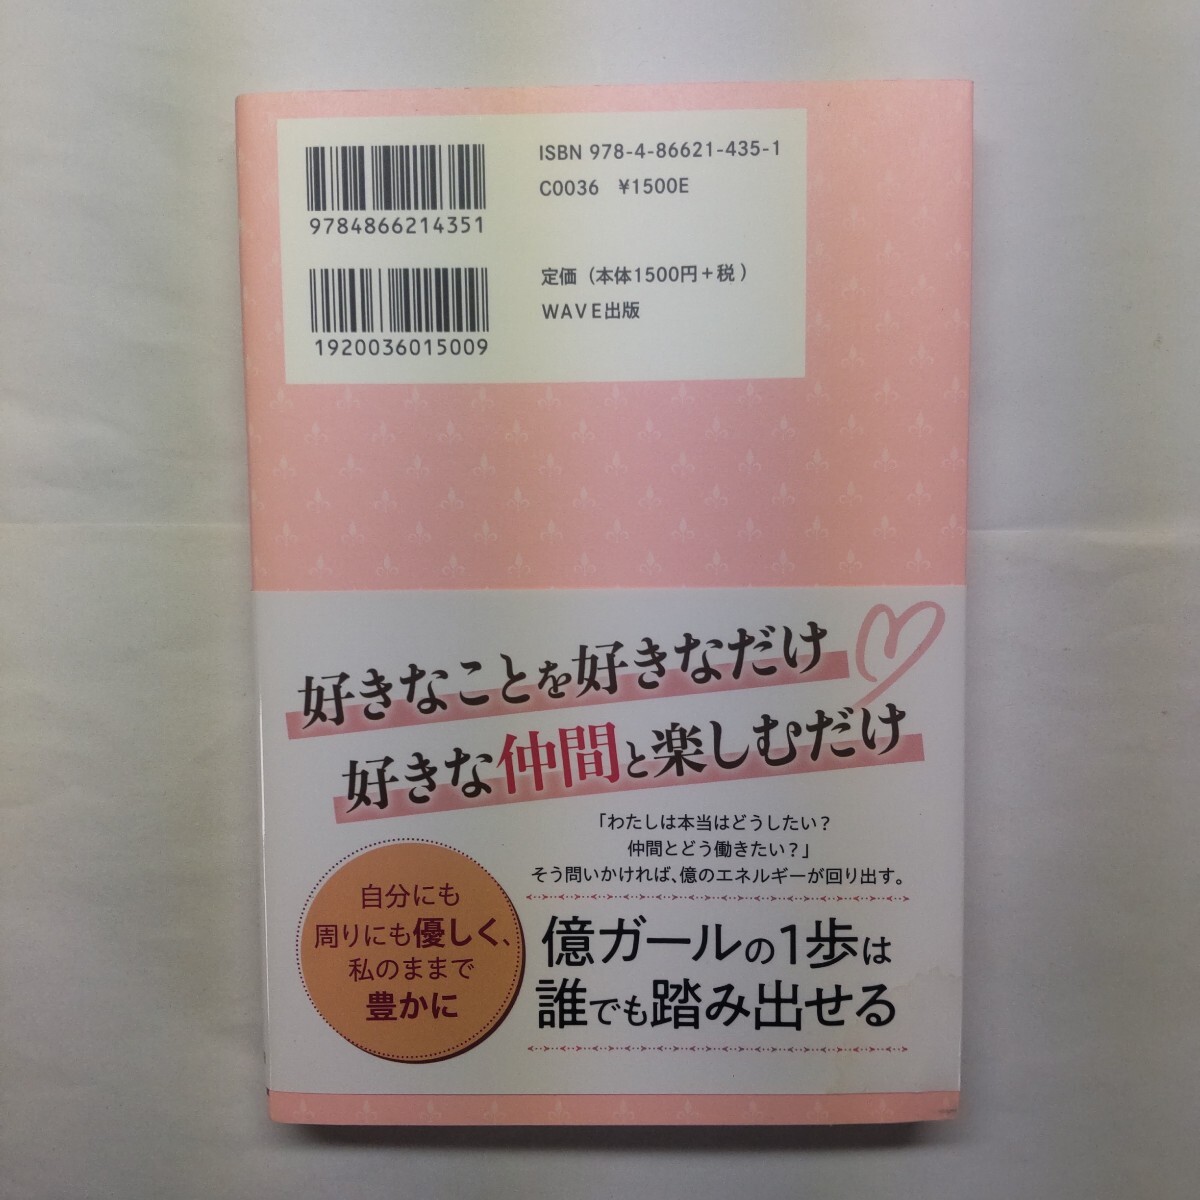 ISBN 978-4-86621-435-1
C0036 ¥1500E
9784866214351
定価（本体1500円＋税）
WAVE出版
1920036015009
好きなことを好きなだけ
好きな仲間と楽しむだけ
「わたしは本当はどうしたい？
仲間とどう働きたい？」
そう問いかければ、億のエネルギーが回り出す。
自分にも
周りにも優しく、
私のままで
豊かに
億ガールの1歩は
誰でも踏み出せる